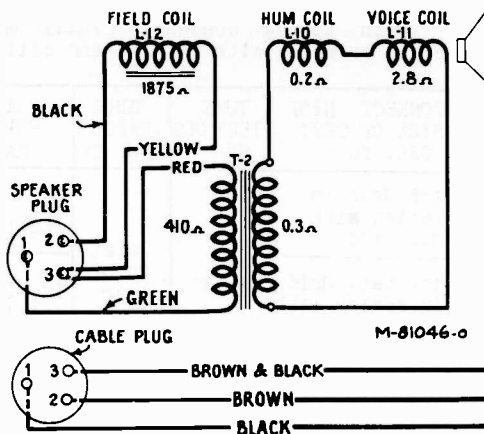 FIELD COIL
L-12
1875Ω
HUM COIL
L-10
0.2Ω
VOICE COIL
L-11
2.8Ω
BLACK
YELLOW
RED
T-2
SPEAKER
PLUG
1
2
3
410Ω
0.3Ω
GREEN
M-81046-0
CABLE PLUG
1
3
2
BROWN & BLACK
BROWN
BLACK